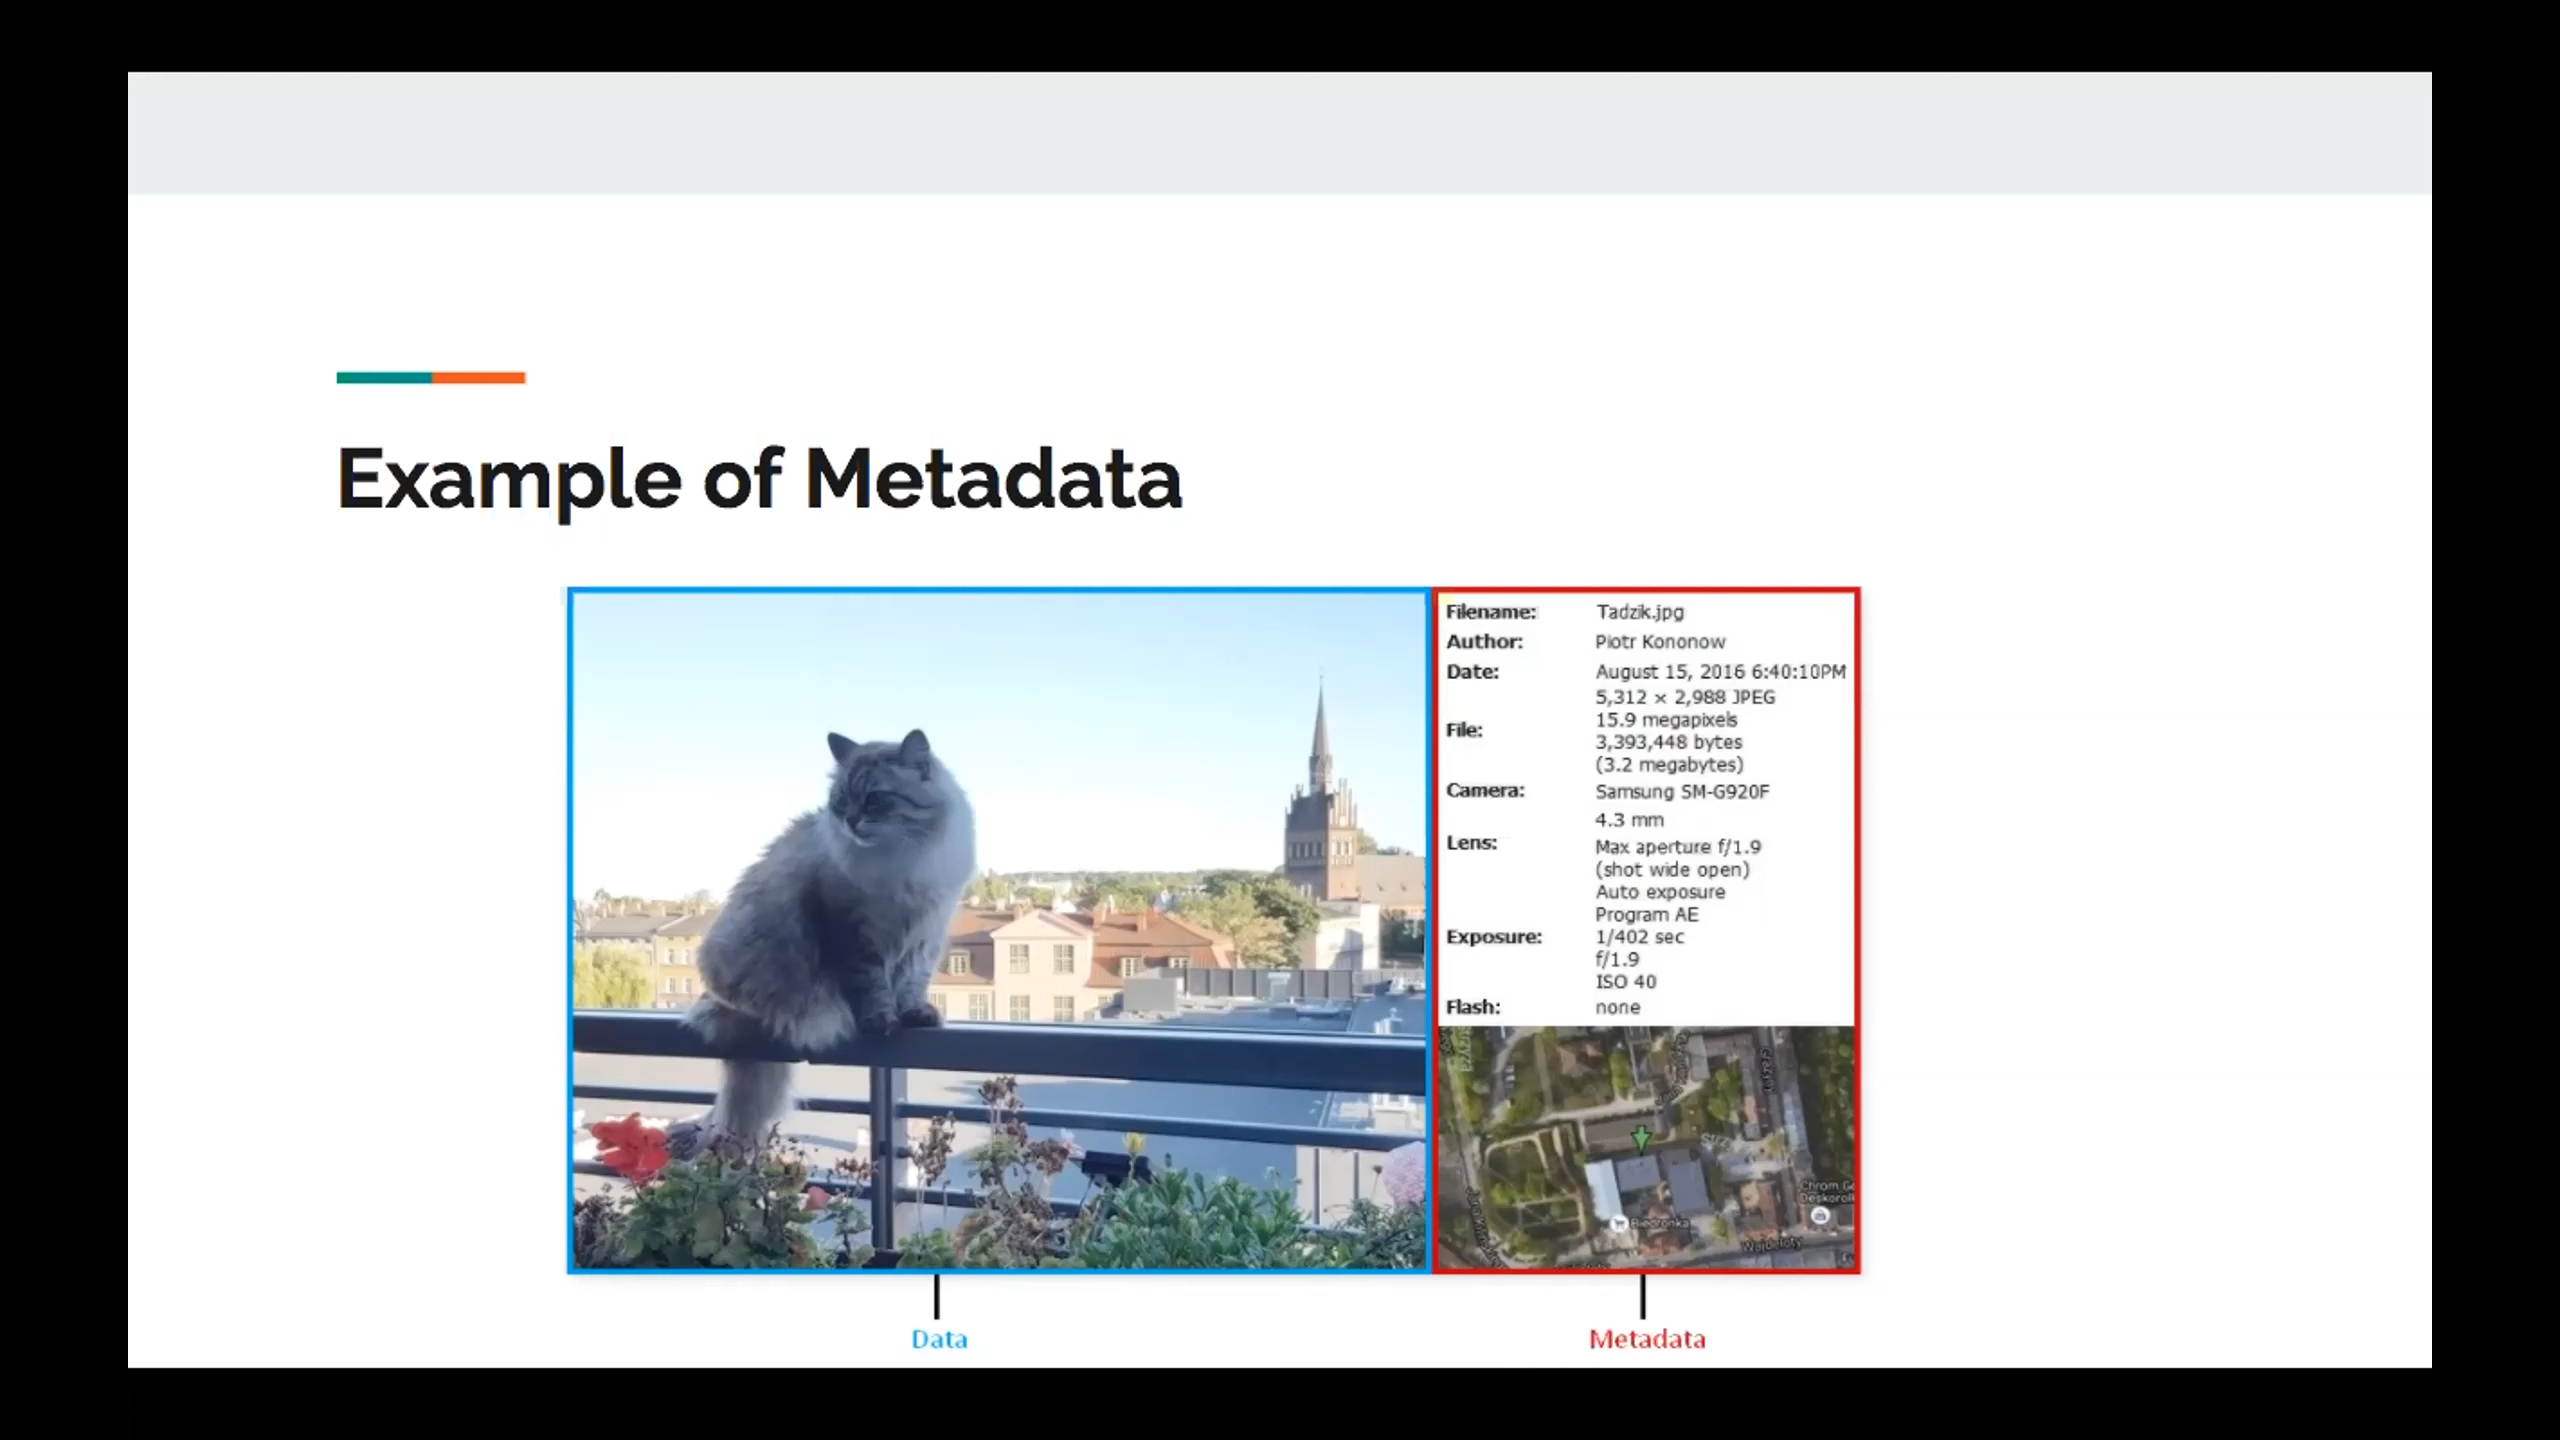 Example of Metadata
Filename: Tadzik.jpg
Author: Piotr Kononow
Date: August 15, 2016 6:40:10PM
5,312 × 2,988 JPEG
15.9 megapixels
File:
3,393,448 bytes
(3.2 megabytes)
Camera: Samsung SM-G920F
4.3 mm
Lens:
Max aperture f/1.9
(shot wide open)
Auto exposure
Program AE
Exposure: 1/402 sec
f/1.9
ISO 40
Flash: none
Chrom
Biedronka
Data
Metadata